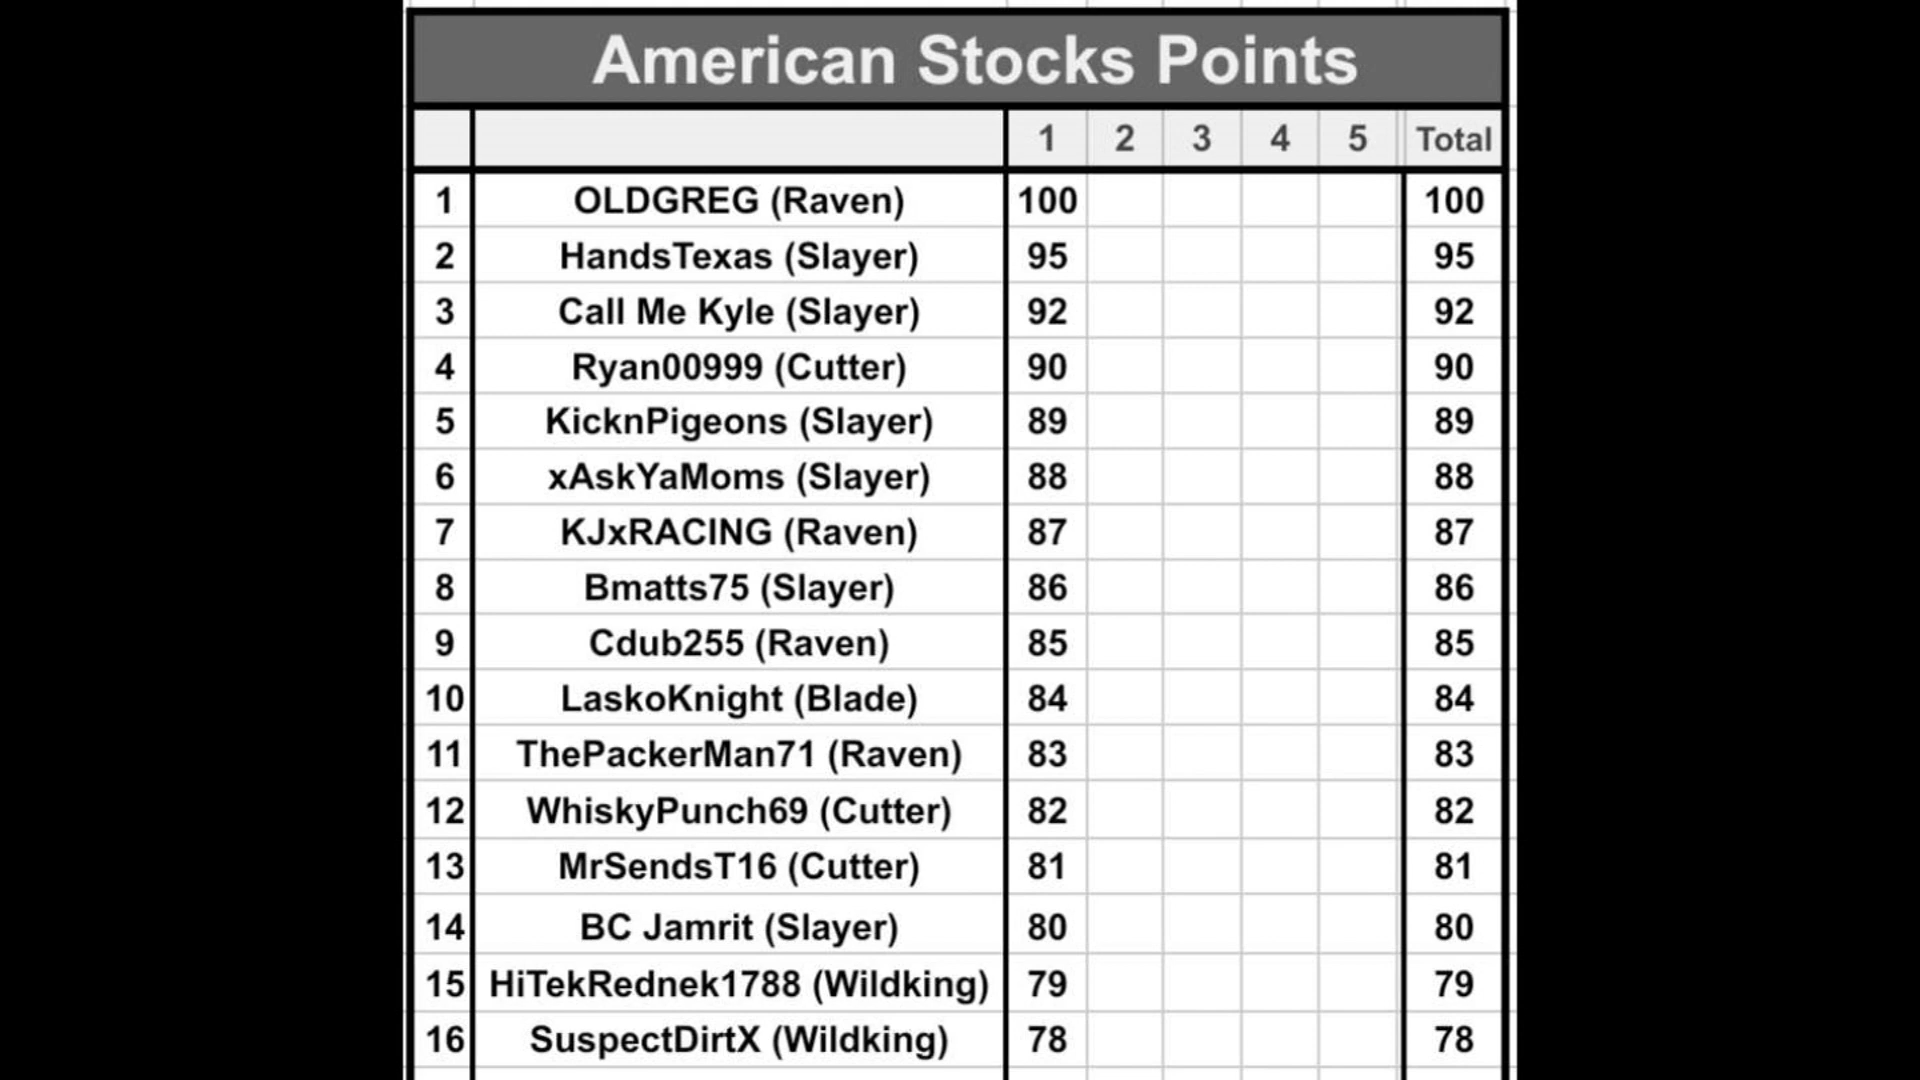 American Stocks Points
1 2 3 4 5 Total
1 OLDGREG (Raven) 100 100
2 HandsTexas (Slayer) 95 95
3 Call Me Kyle (Slayer) 92 92
4 Ryan00999 (Cutter) 90 90
5 KicknPigeons (Slayer) 89 89
6 xAskYaMoms (Slayer) 88 88
7 KJxRACING (Raven) 87 87
8 Bmatts75 (Slayer) 86 86
9 Cdub255 (Raven) 85 85
10 LaskoKnight (Blade) 84 84
11 ThePackerMan71 (Raven) 83 83
12 WhiskyPunch69 (Cutter) 82 82
13 MrSendsT16 (Cutter) 81 81
14 BC Jamrit (Slayer) 80 80
15 HiTekRednek1788 (Wildking) 79 79
16 SuspectDirtX (Wildking) 78 78